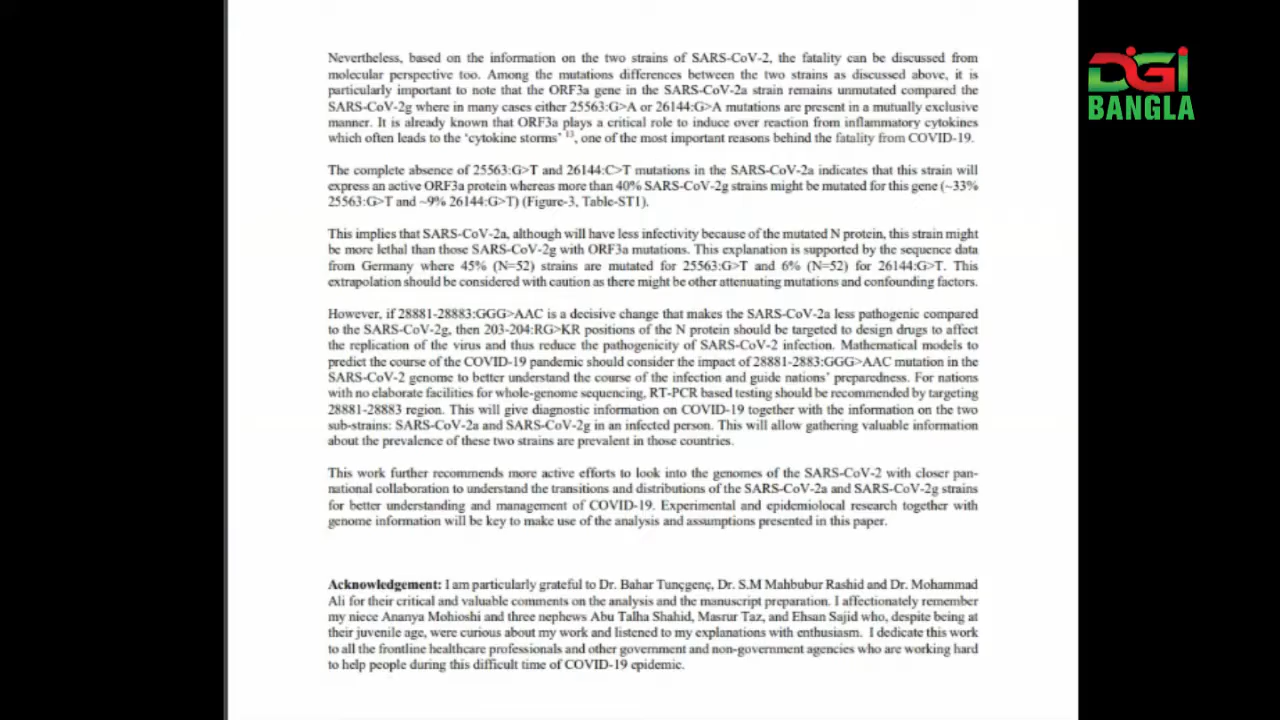 Nevertheless, based on the information on the two strains of SARS-CoV-2, the fatality can be discussed from
molecular perspective too. Among the mutations differences between the two strains as discussed above, it is
particularly important to note that the ORF3a gene in the SARS-CoV-2a strain remains unmutated compared the
SARS-CoV-2g where in many cases either 25563:G>A or 26144:G>A mutations are present in a mutually exclusive
manner. It is already known that ORF3a plays a critical role to induce over reaction from inflammatory cytokines
which often leads to the ‘cytokine storms’ 13, one of the most important reasons behind the fatality from COVID-19.
The complete absence of 25563:G>T and 26144:C>T mutations in the SARS-CoV-2a indicates that this strain will
express an active ORF3a protein whereas more than 40% SARS-CoV-2g strains might be mutated for this gene (~33%
25563:G>T and ~9% 26144:G>T) (Figure-3, Table-ST1).
This implies that SARS-CoV-2a, although will have less infectivity because of the mutated N protein, this strain might
be more lethal than those SARS-CoV-2g with ORF3a mutations. This explanation is supported by the sequence data
from Germany where 45% (N=52) strains are mutated for 25563:G>T and 6% (N=52) for 26144:G>T. This
extrapolation should be considered with caution as there might be other attenuating mutations and confounding factors.
However, if 28881-28883:GGG>AAC is a decisive change that makes the SARS-CoV-2a less pathogenic compared
to the SARS-CoV-2g, then 203-204:RG>KR positions of the N protein should be targeted to design drugs to affect
the replication of the virus and thus reduce the pathogenicity of SARS-CoV-2 infection. Mathematical models to
predict the course of the COVID-19 pandemic should consider the impact of 28881-2883:GGG>AAC mutation in the
SARS-CoV-2 genome to better understand the course of the infection and guide nations’ preparedness. For nations
with no elaborate facilities for whole-genome sequencing, RT-PCR based testing should be recommended by targeting
28881-28883 region. This will give diagnostic information on COVID-19 together with the information on the two
sub-strains: SARS-CoV-2a and SARS-CoV-2g in an infected person. This will allow gathering valuable information
about the prevalence of these two strains are prevalent in those countries.
This work further recommends more active efforts to look into the genomes of the SARS-CoV-2 with closer pan-
national collaboration to understand the transitions and distributions of the SARS-CoV-2a and SARS-CoV-2g strains
for better understanding and management of COVID-19. Experimental and epidemiolocal research together with
genome information will be key to make use of the analysis and assumptions presented in this paper.
Acknowledgement: I am particularly grateful to Dr. Bahar Tunçgenç, Dr. S.M Mahbubur Rashid and Dr. Mohammad
Ali for their critical and valuable comments on the analysis and the manuscript preparation. I affectionately remember
my niece Ananya Mohioshi and three nephews Abu Talha Shahid, Masrur Taz, and Ehsan Sajid who, despite being at
their juvenile age, were curious about my work and listened to my explanations with enthusiasm. I dedicate this work
to all the frontline healthcare professionals and other government and non-government agencies who are working hard
to help people during this difficult time of COVID-19 epidemic.
DGI
BANGLA